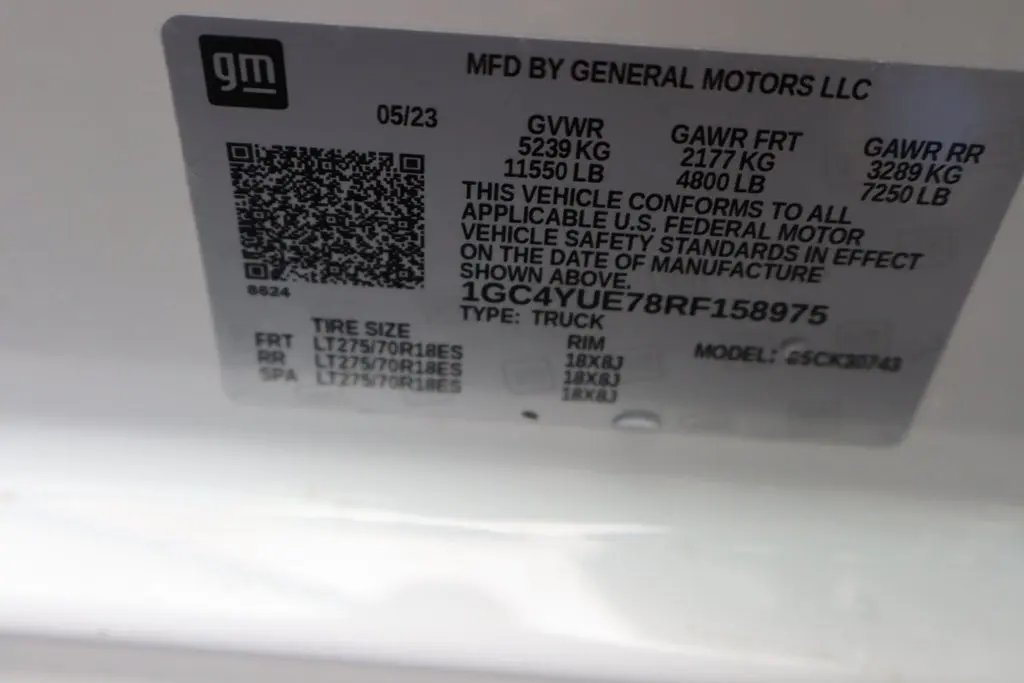 gm
MFD BY GENERAL MOTORS LLC
05/23
GVWR GAWR FRT GAWR RR
5239 KG 2177 KG 3289 KG
11550 LB 4800 LB 7250 LB
THIS VEHICLE CONFORMS TO ALL
APPLICABLE U.S. FEDERAL MOTOR
VEHICLE SAFETY STANDARDS IN EFFECT
ON THE DATE OF MANUFACTURE
SHOWN ABOVE.
8624
1GC4YUE78RF158975
TYPE: TRUCK
TIRE SIZE RIM MODEL:
FRT LT275/70R18ES 18X8J
RR LT275/70R18ES 18X8J
SPA LT275/70R18ES 18X8J